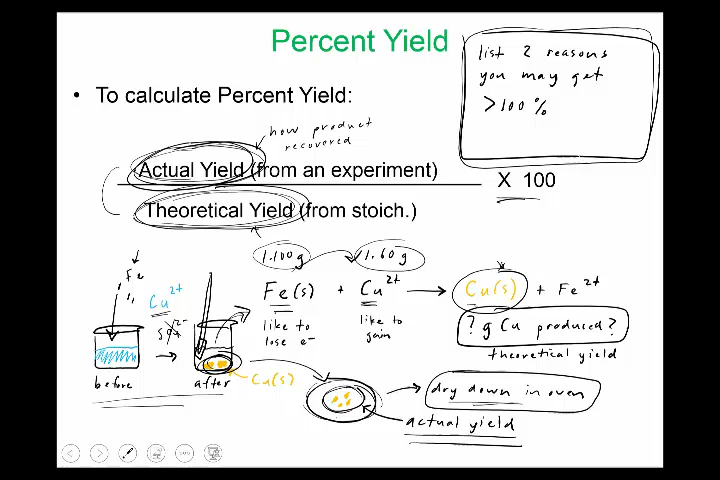 Percent Yield
list 2 reasons
you may get
>100 %
• To calculate Percent Yield:
how product
recovered
Actual Yield (from an experiment)
X 100
Theoretical Yield (from stoich.)
1.100g
1.60g
Fe
Cu²⁺
SO₄²⁻
Fe(s) + Cu²⁺ → Cu(s) + Fe²⁺
like to
lose e⁻
like to
gain
? g Cu produced?
theoretical yield
before
after
Cu(s)
dry down in oven
actual yield